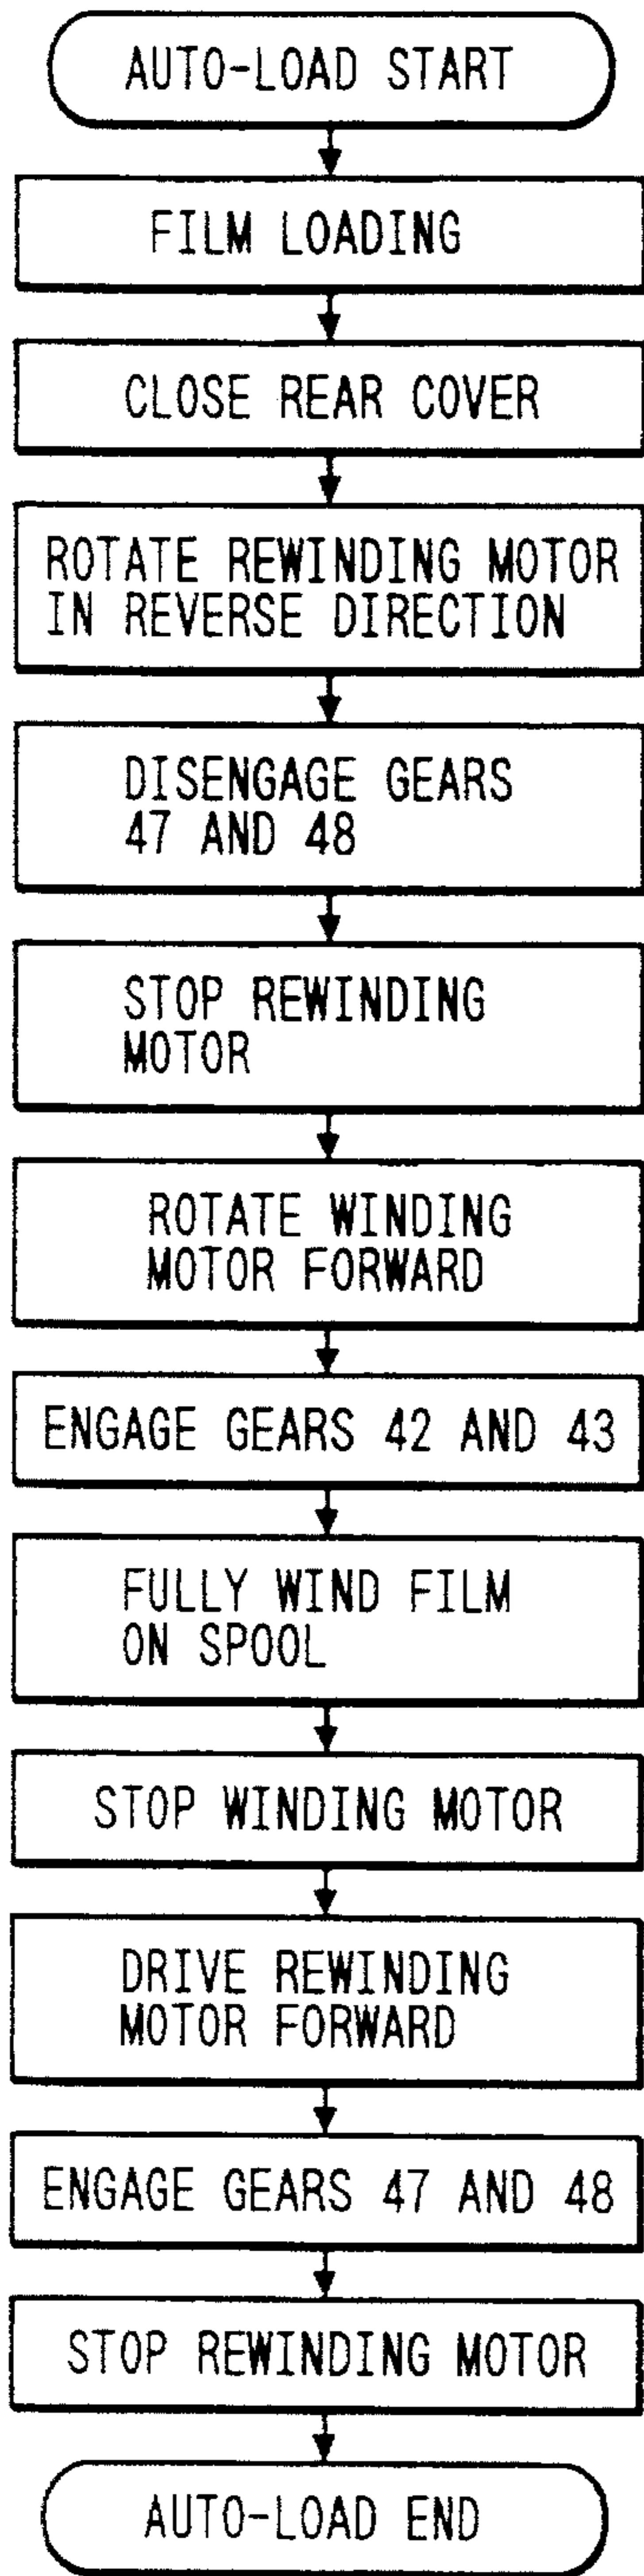 AUTO-LOAD START
FILM LOADING
CLOSE REAR COVER
ROTATE REWINDING MOTOR
IN REVERSE DIRECTION
DISENGAGE GEARS
47 AND 48
STOP REWINDING
MOTOR
ROTATE WINDING
MOTOR FORWARD
ENGAGE GEARS 42 AND 43
FULLY WIND FILM
ON SPOOL
STOP WINDING MOTOR
DRIVE REWINDING
MOTOR FORWARD
ENGAGE GEARS 47 AND 48
STOP REWINDING MOTOR
AUTO-LOAD END